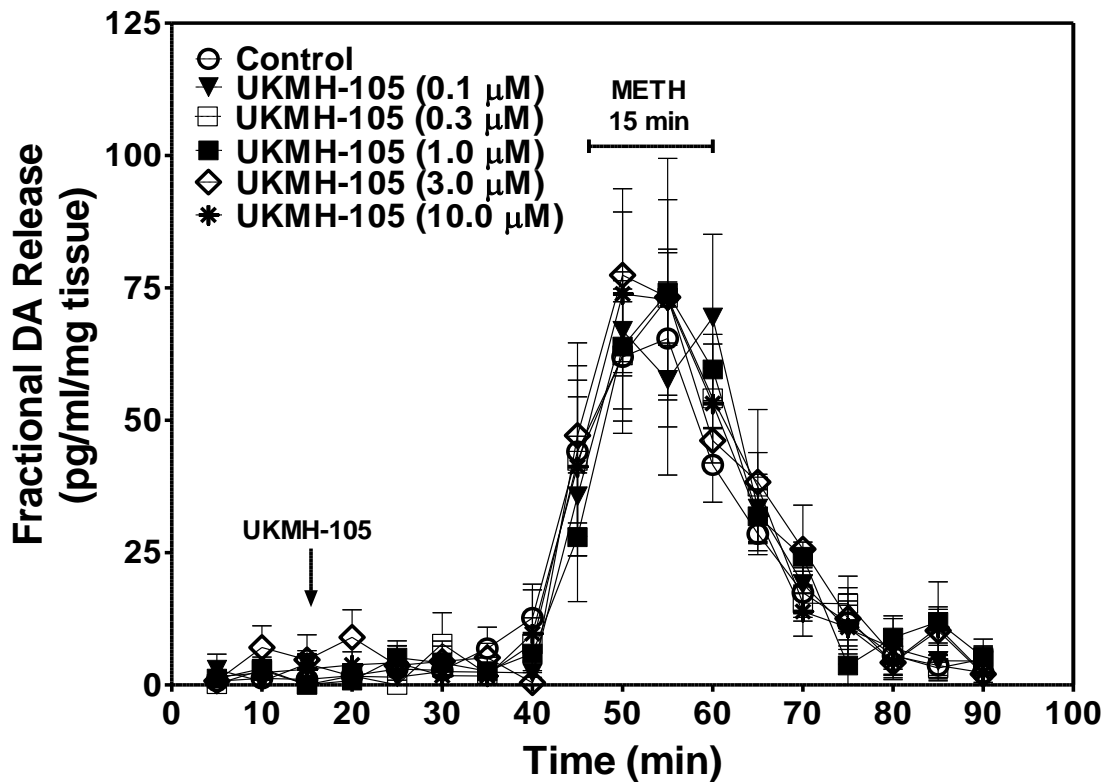 125
100
75
50
25
0
Fractional DA Release
(pg/ml/mg tissue)
Control
UKMH-105 (0.1 μM)
UKMH-105 (0.3 μM)
UKMH-105 (1.0 μM)
UKMH-105 (3.0 μM)
UKMH-105 (10.0 μM)
METH
15 min
UKMH-105
0 10 20 30 40 50 60 70 80 90 100
Time (min)